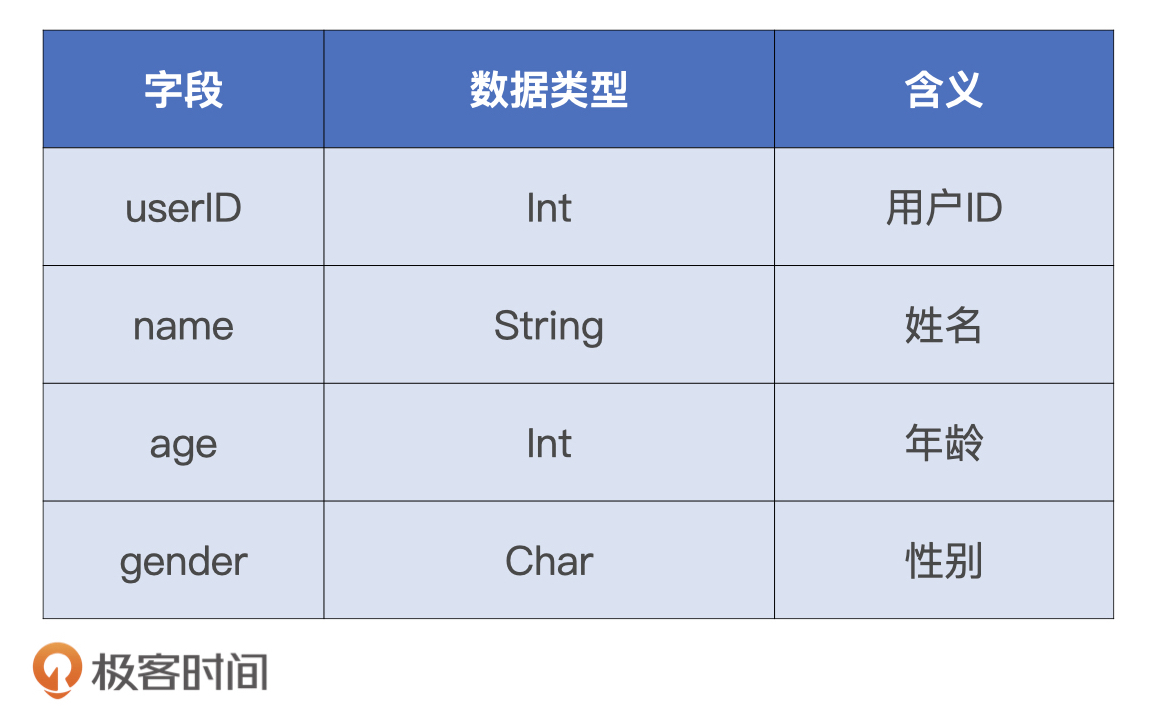 字段 数据类型 含义
userID Int 用户ID
name String 姓名
age Int 年龄
gender Char 性别
极客时间